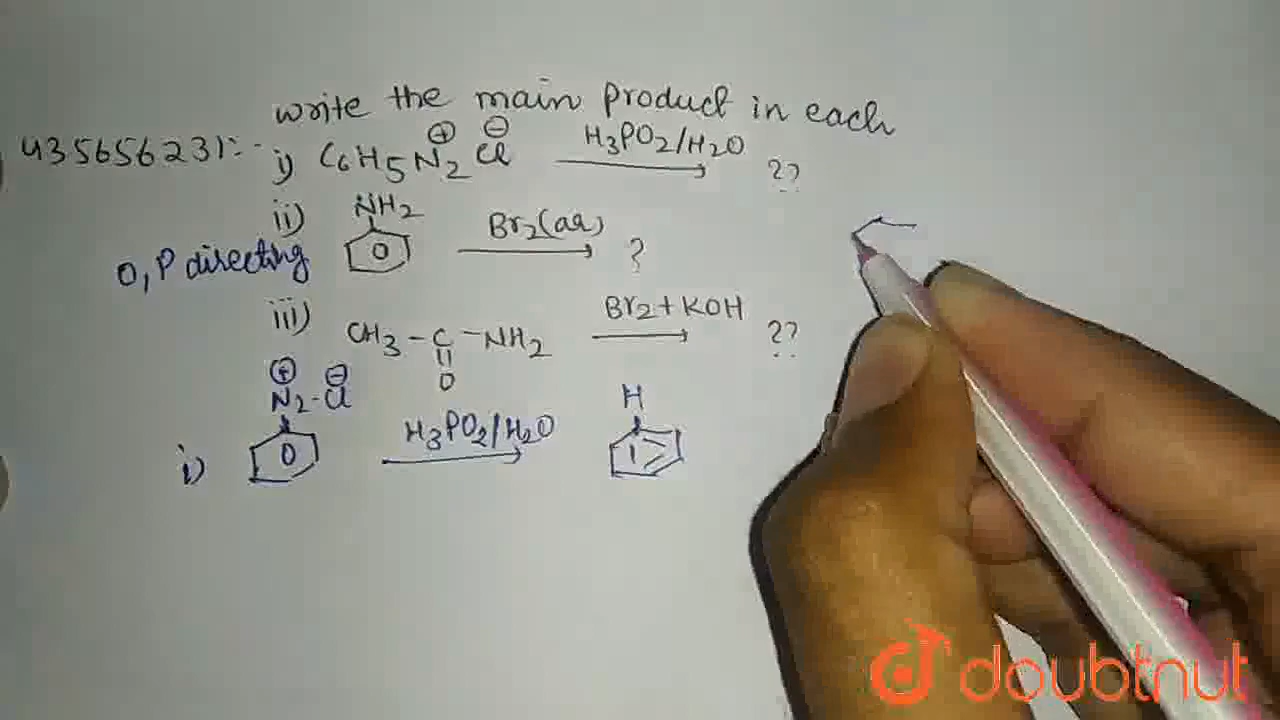 write the main product in each
435656231:- i) C6H5N2⊕ Cl⊖ H3PO2/H2O ??
ii) NH2 Br2(aq) ?
O, P directing
iii) CH3-C-NH2 Br2+KOH ??
O
⊕ ⊖
N2-Cl H
i) H3PO2/H2O
doubtnut